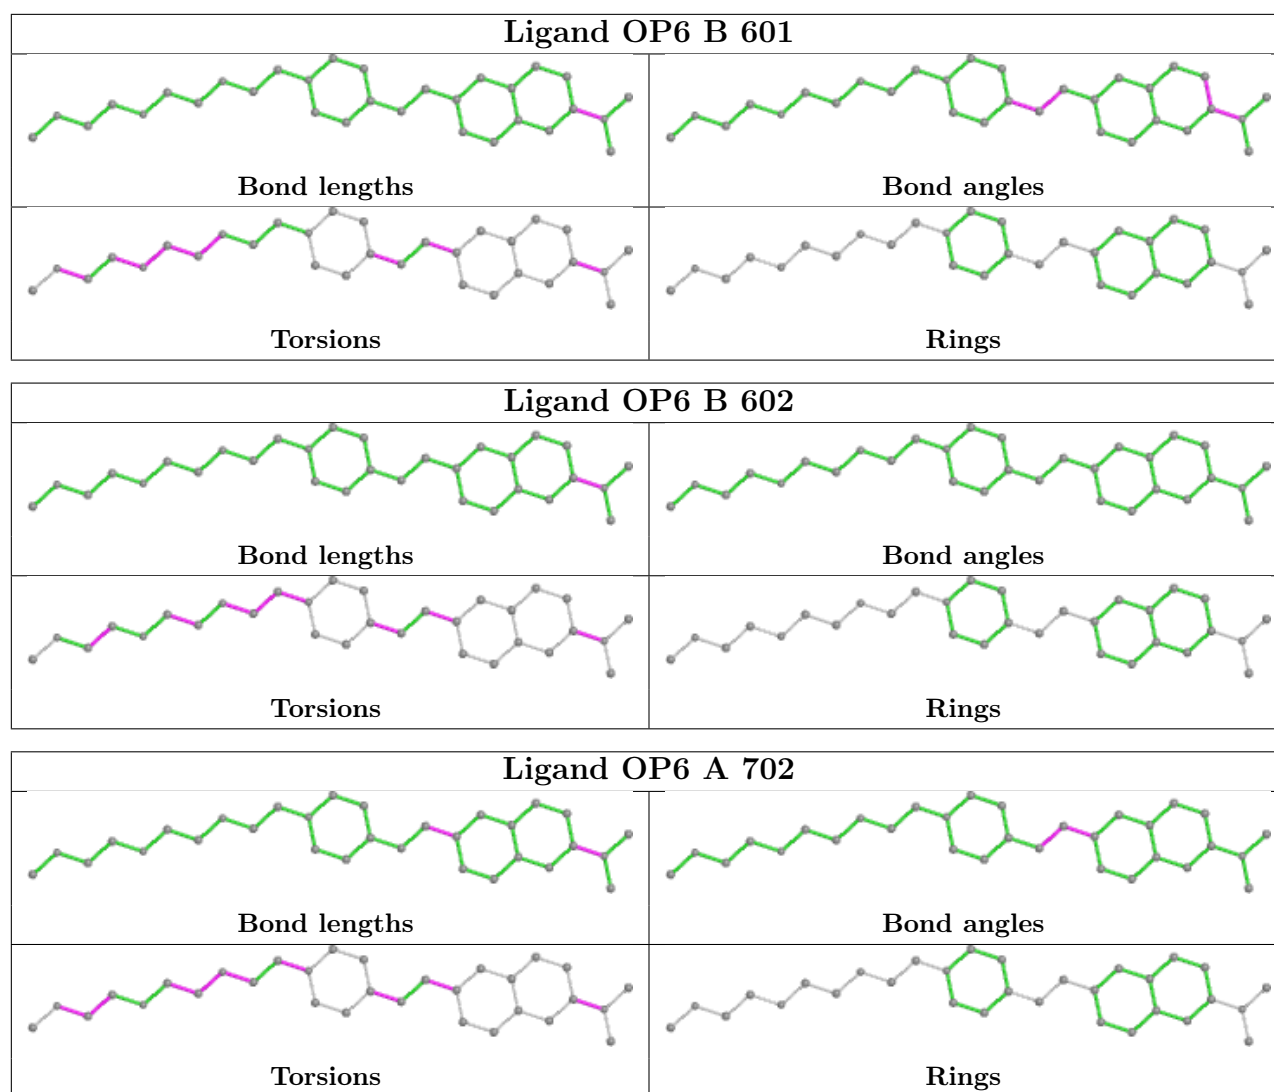 Ligand OP6 B 601
Bond lengths
Bond angles
Torsions
Rings
Ligand OP6 B 602
Bond lengths
Bond angles
Torsions
Rings
Ligand OP6 A 702
Bond lengths
Bond angles
Torsions
Rings